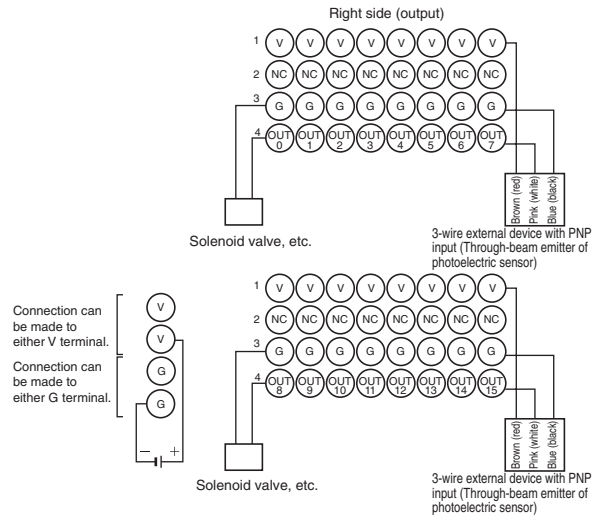 Right side (output)
1 V V V V V V V V
2 NC NC NC NC NC NC NC NC
3 G G G G G G G G
4 OUT 0 OUT 1 OUT 2 OUT 3 OUT 4 OUT 5 OUT 6 OUT 7
Brown (red)
Pink (white)
Blue (black)
Solenoid valve, etc.
3-wire external device with PNP
input (Through-beam emitter of
photoelectric sensor)
Connection can
be made to
either V terminal.
Connection can
be made to
either G terminal.
V
V
G
G
− +
1 V V V V V V V V
2 NC NC NC NC NC NC NC NC
3 G G G G G G G G
4 OUT 8 OUT 9 OUT 10 OUT 11 OUT 12 OUT 13 OUT 14 OUT 15
Brown (red)
Pink (white)
Blue (black)
Solenoid valve, etc.
3-wire external device with PNP
input (Through-beam emitter of
photoelectric sensor)